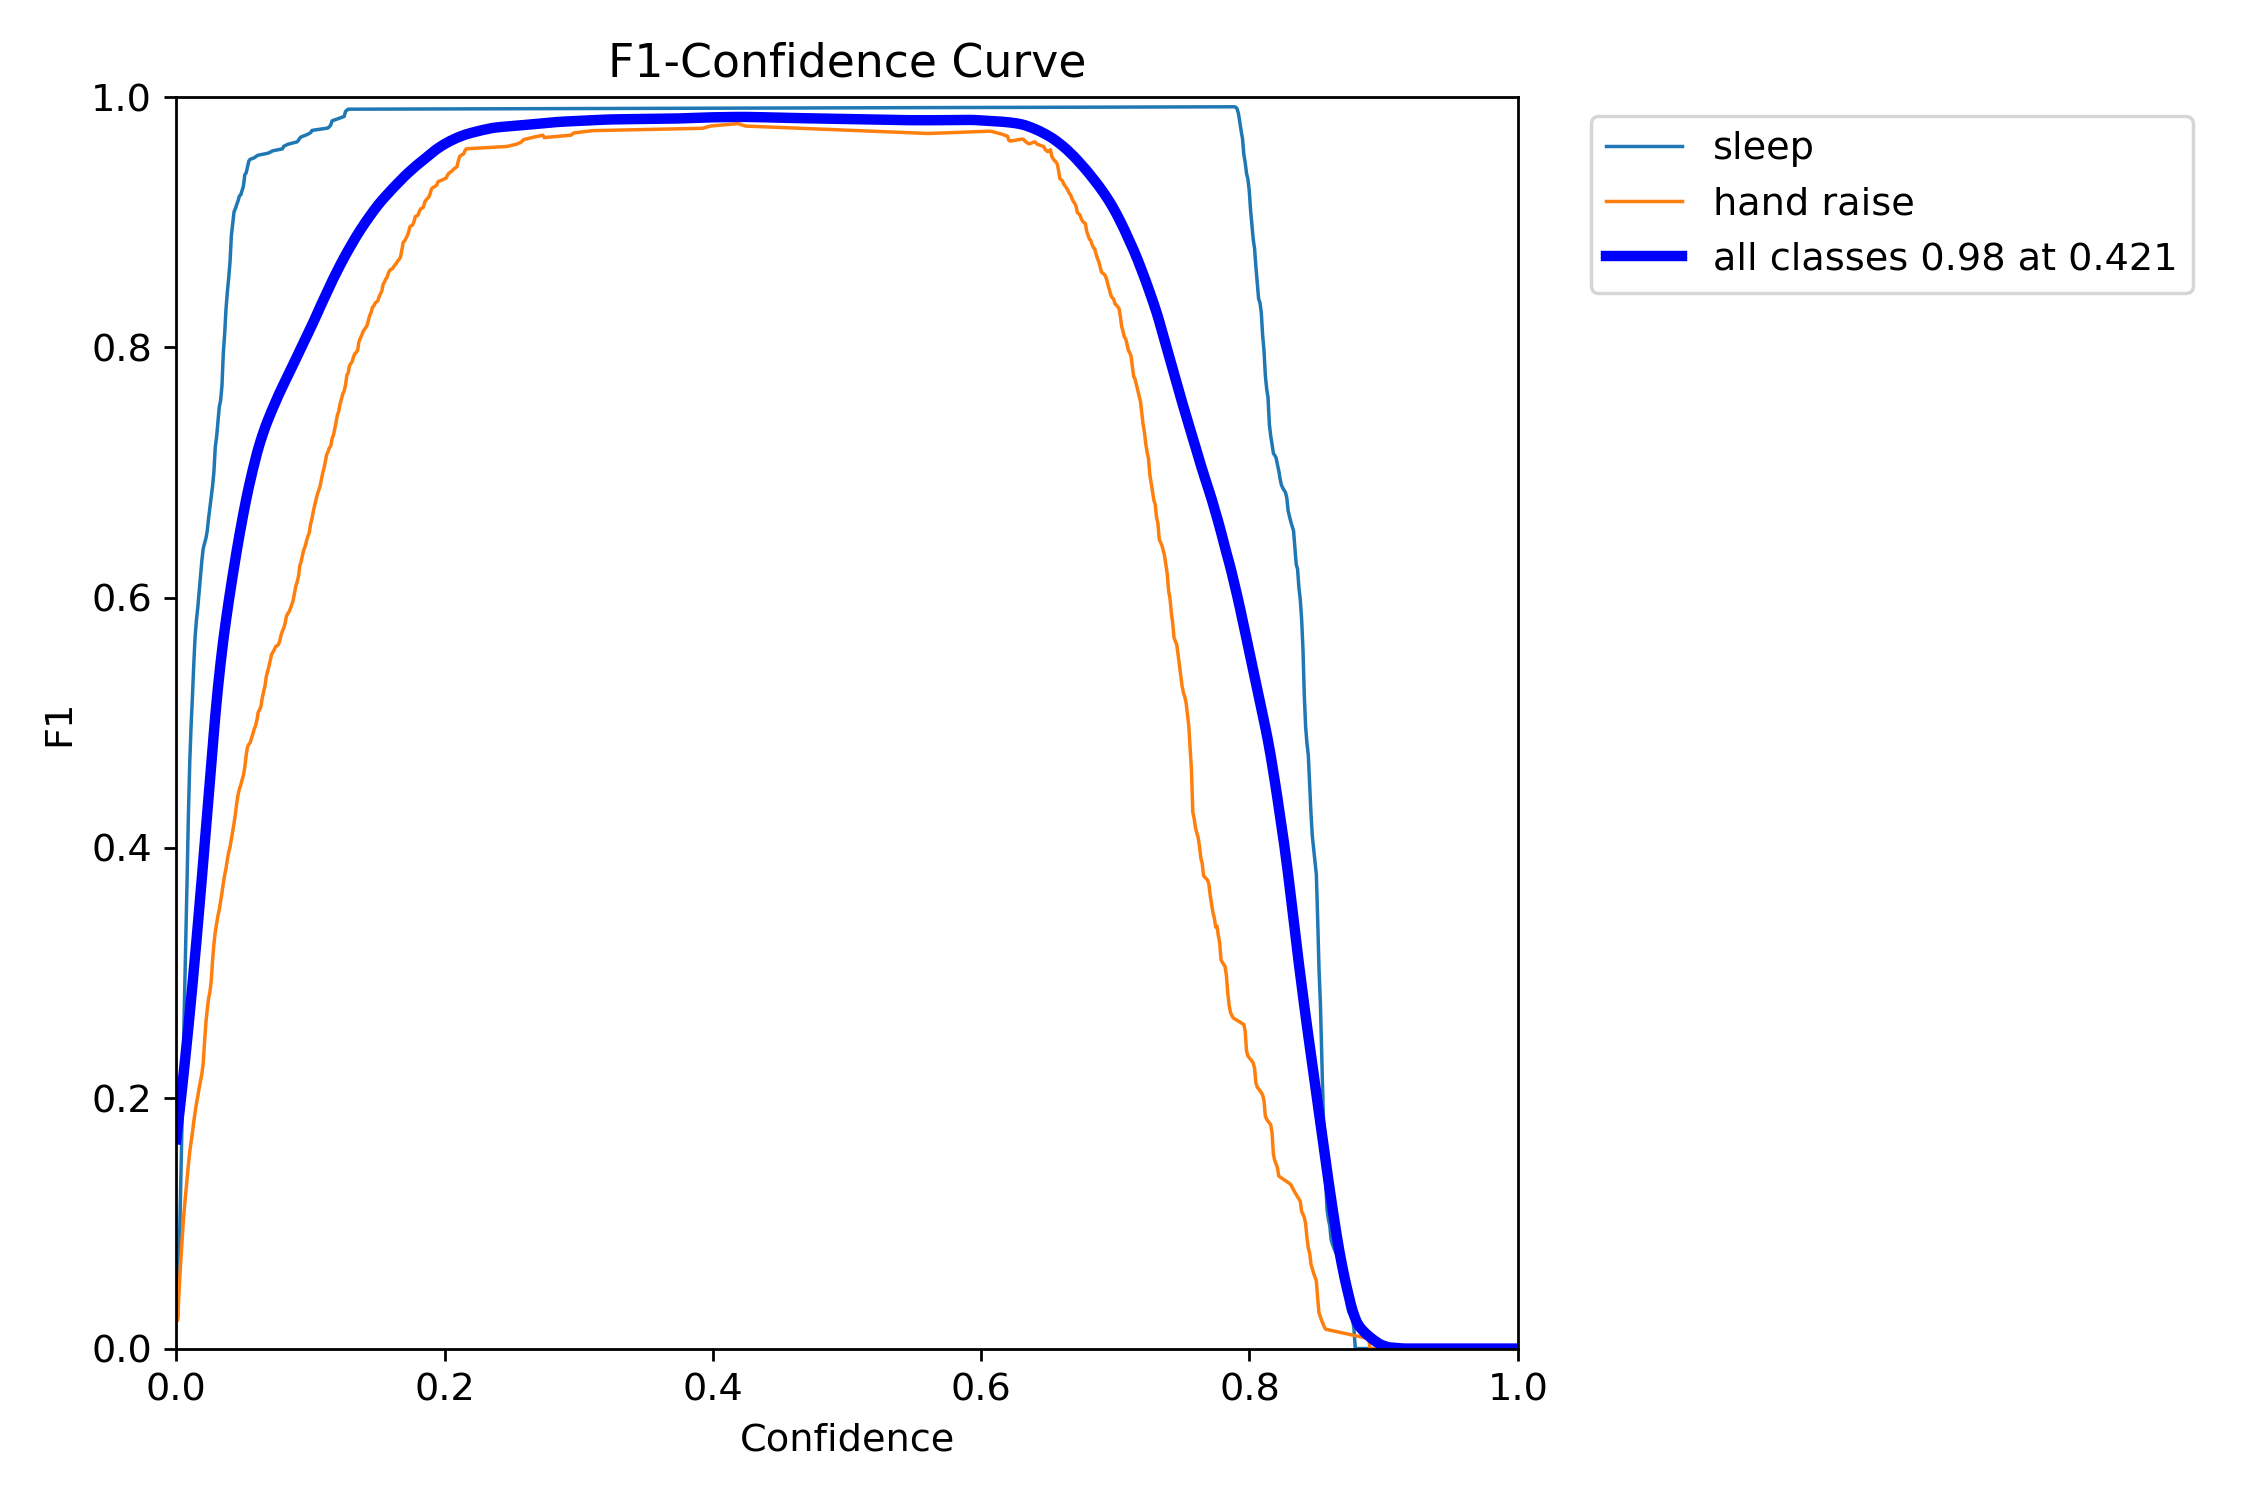 F1-Confidence Curve
1.0
0.8
0.6
0.4
0.2
0.0
F1
0.0 0.2 0.4 0.6 0.8 1.0
Confidence
sleep
hand raise
all classes 0.98 at 0.421